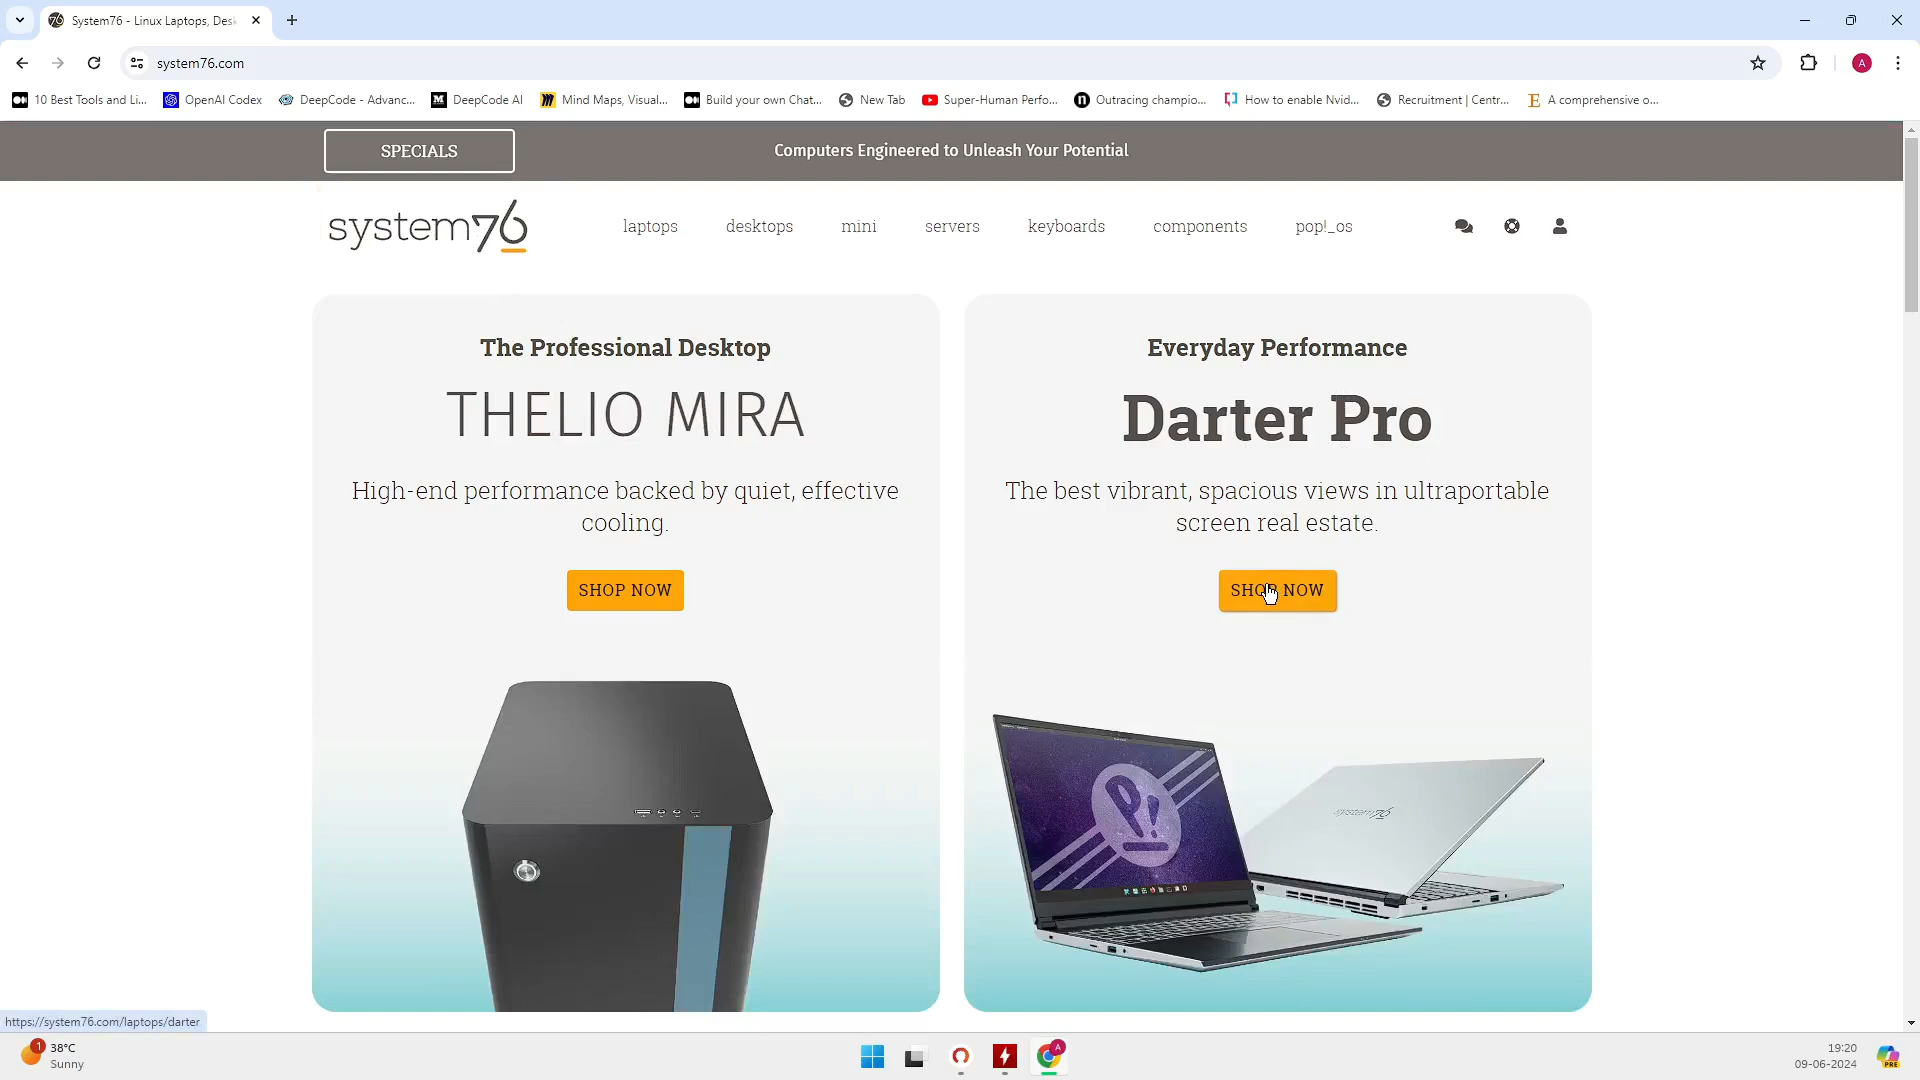 System76 - Linux Laptops, Desk
system76.com
10 Best Tools and Li...
OpenAI Codex
DeepCode - Advanc...
DeepCode AI
Mind Maps, Visual...
Build your own Chat...
New Tab
Super-Human Perfo...
Outracing champio...
How to enable Nvid...
Recruitment | Centr...
A comprehensive o...
A
SPECIALS
Computers Engineered to Unleash Your Potential
system76
laptops
desktops
mini
servers
keyboards
components
pop!_os
The Professional Desktop
THELIO MIRA
High-end performance backed by quiet, effective
cooling.
SHOP NOW
Everyday Performance
Darter Pro
The best vibrant, spacious views in ultraportable
screen real estate.
SHOP NOW
P!
system76
https://system76.com/laptops/darter
1
38°C
Sunny
A
19:20
09-06-2024
PRE